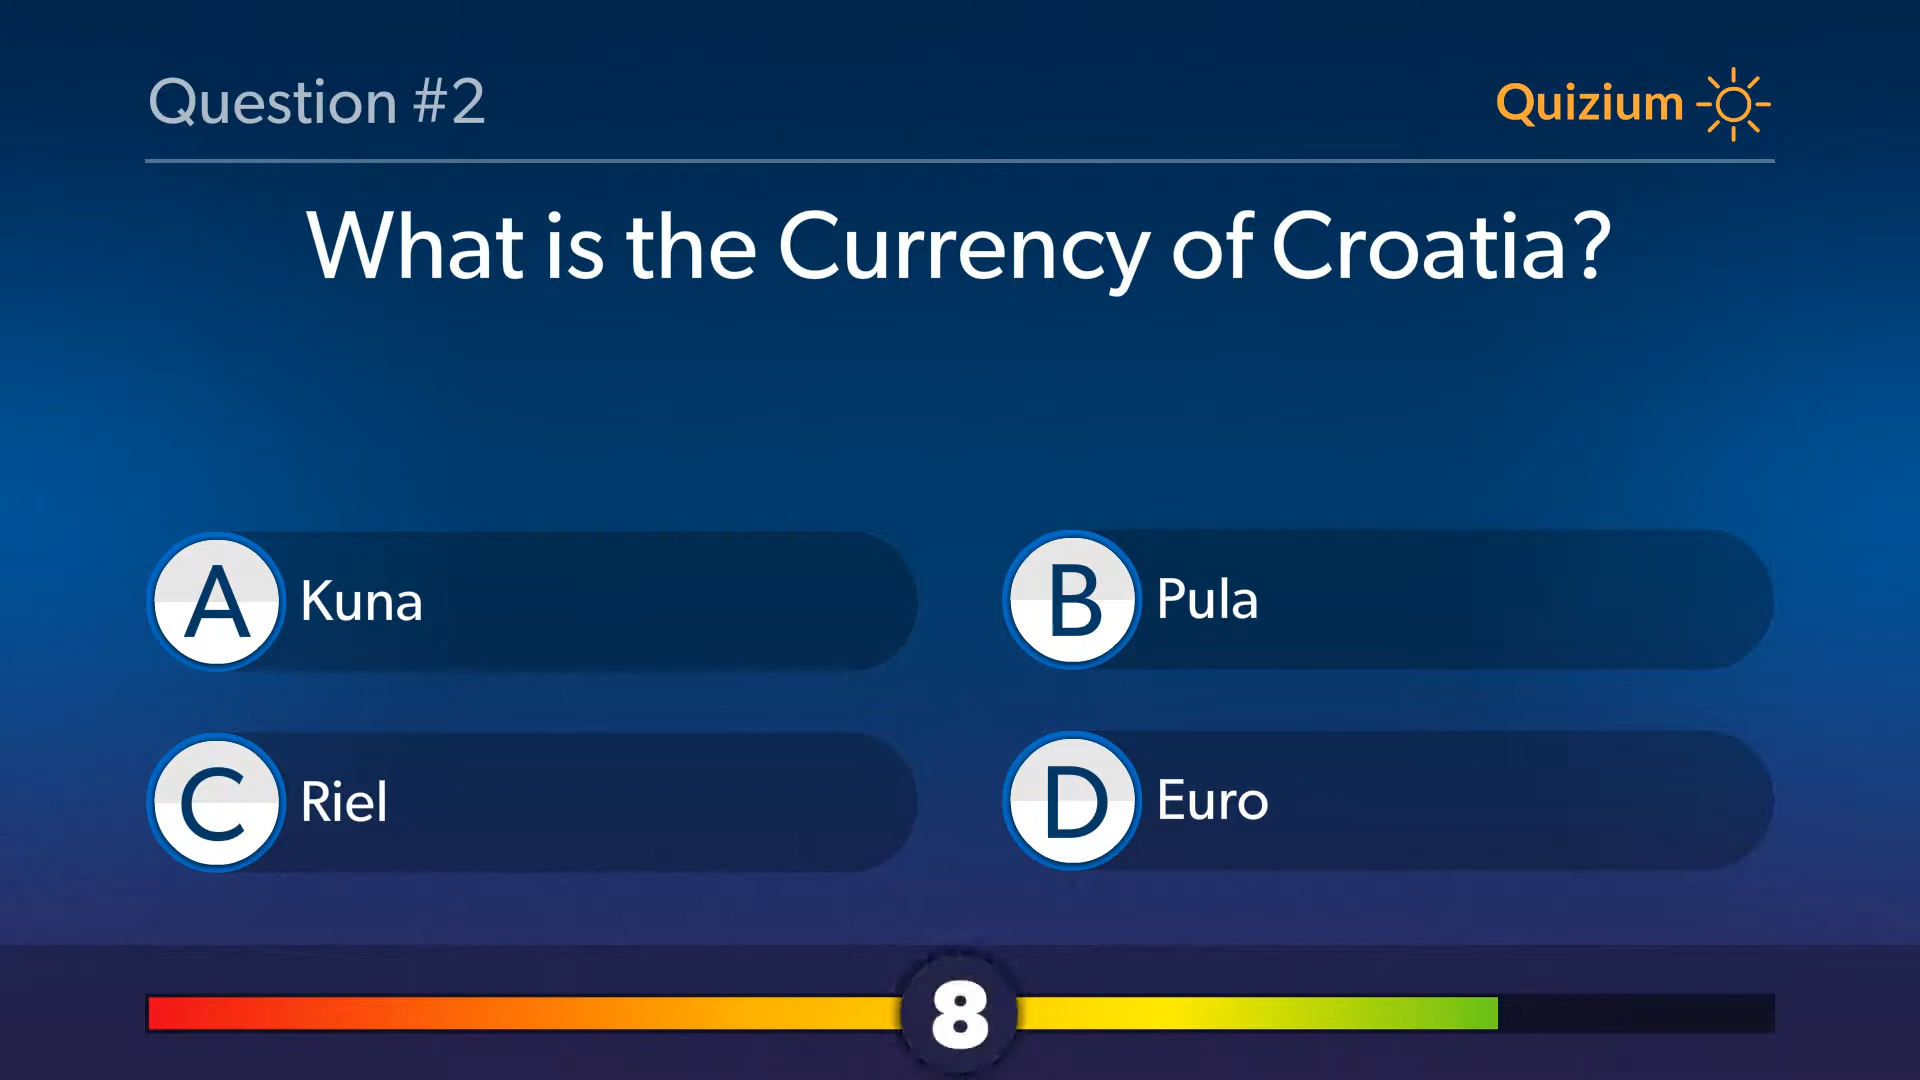 Question #2
Quizium
What is the Currency of Croatia?
A Kuna
B Pula
C Riel
D Euro
8